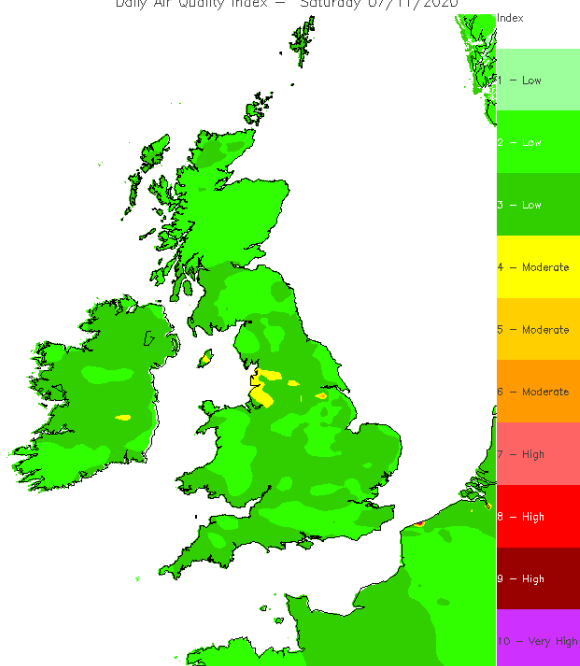 Daily Air Quality Index – Saturday 07/11/2020
Index
1 – Low
2 – Low
3 – Low
4 – Moderate
5 – Moderate
6 – Moderate
7 – High
8 – High
9 – High
10 – Very High